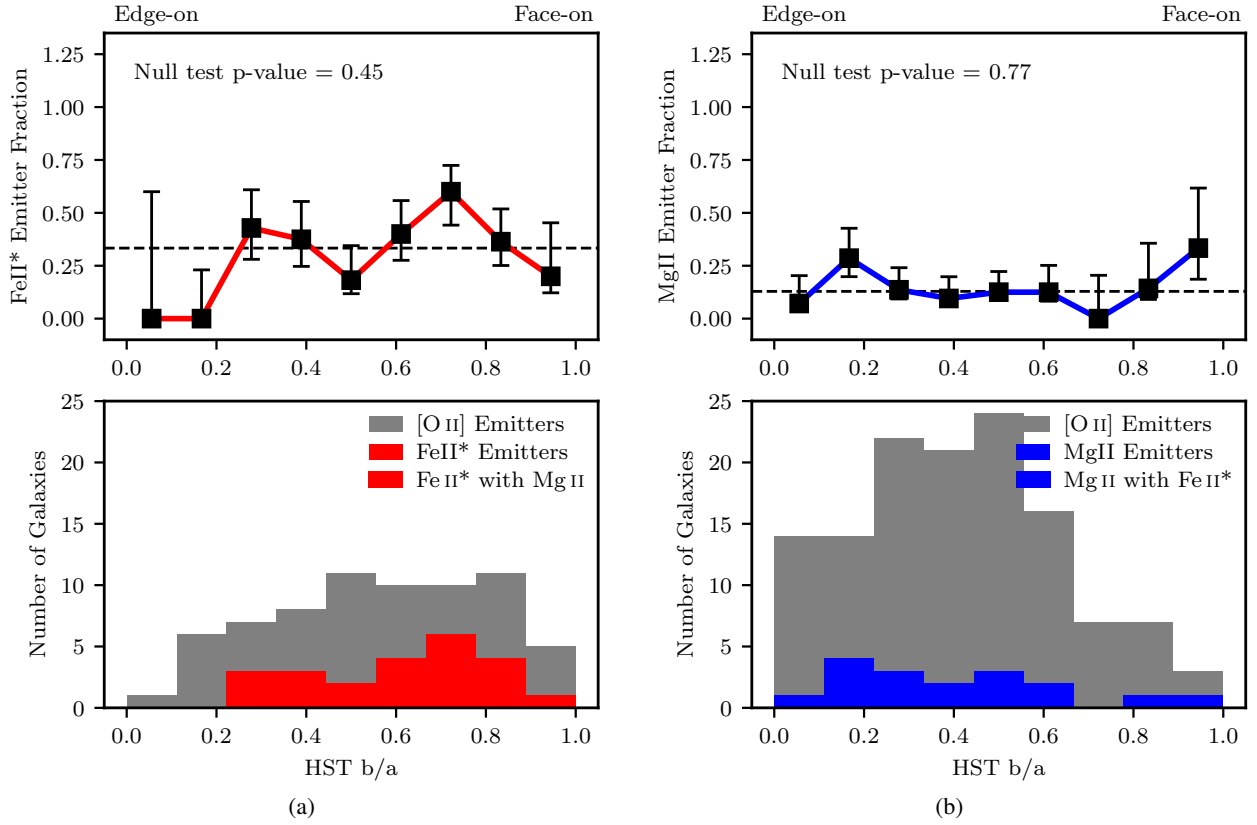 Edge-on Face-on
Null test p-value = 0.45
FeII* Emitter Fraction
1.25
1.00
0.75
0.50
0.25
0.00
0.0 0.2 0.4 0.6 0.8 1.0
[O II] Emitters
FeII* Emitters
Fe II* with Mg II
Number of Galaxies
25
20
15
10
5
0
0.0 0.2 0.4 0.6 0.8 1.0
HST b/a
(a)
Edge-on Face-on
Null test p-value = 0.77
MgII Emitter Fraction
1.25
1.00
0.75
0.50
0.25
0.00
0.0 0.2 0.4 0.6 0.8 1.0
[O II] Emitters
MgII Emitters
Mg II with Fe II*
Number of Galaxies
25
20
15
10
5
0
0.0 0.2 0.4 0.6 0.8 1.0
HST b/a
(b)